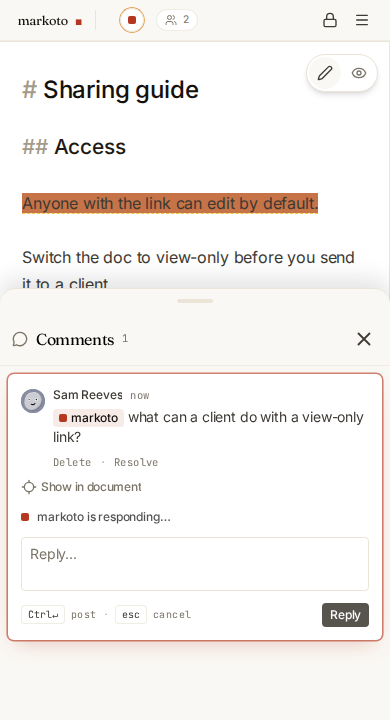 markoto
2
# Sharing guide
## Access
Anyone with the link can edit by default.
Switch the doc to view-only before you send
it to a client
Comments 1
Sam Reeves now
markoto what can a client do with a view-only
link?
Delete · Resolve
Show in document
markoto is responding...
Reply...
Ctrl↵ post · esc cancel
Reply